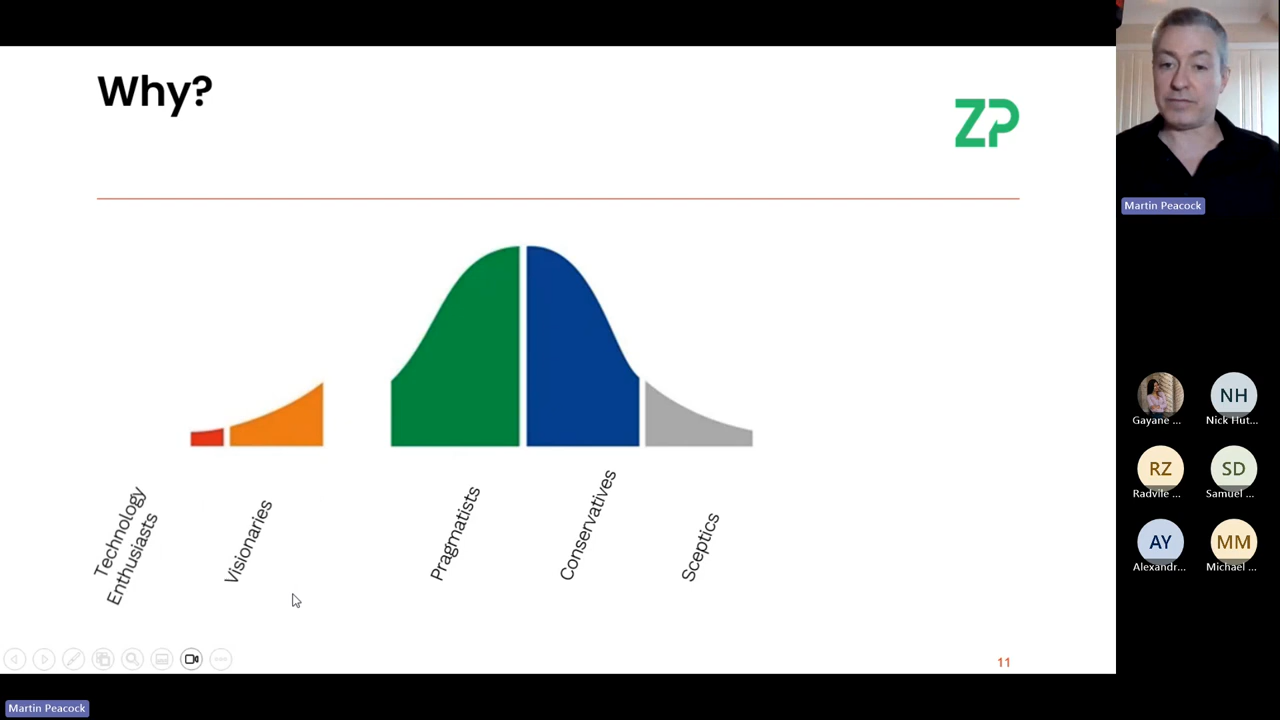 Why?
ZP
Technology
Enthusiasts
Visionaries
Pragmatists
Conservatives
Sceptics
11
Martin Peacock
Gayane ...
NH
Nick Hut...
RZ
Radvile ...
SD
Samuel ...
AY
Alexandr...
MM
Michael ...
Martin Peacock